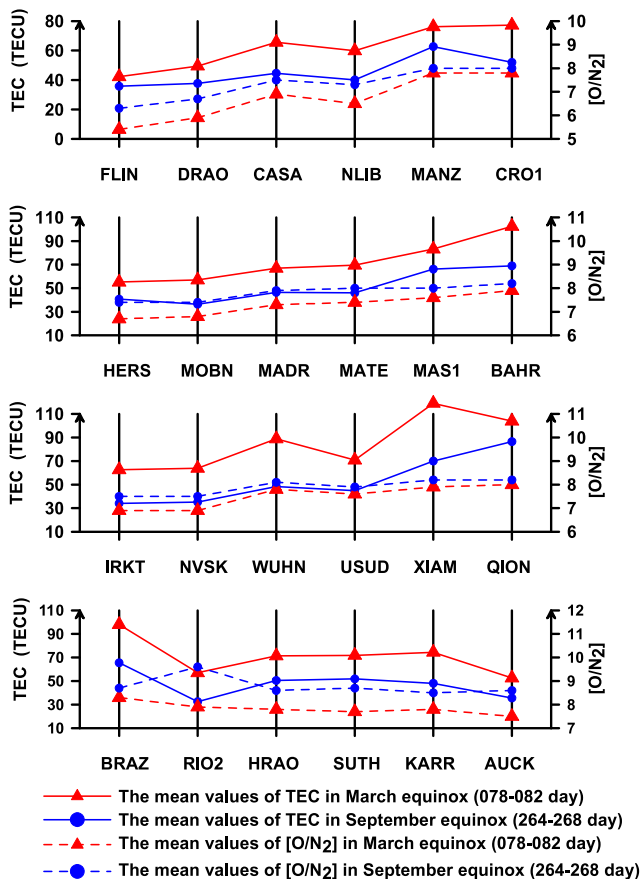 TEC (TECU)
80
60
40
20
0
10
9
8
7
6
5
[O/N2]
FLIN DRAO CASA NLIB MANZ CRO1
TEC (TECU)
110
90
70
50
30
10
11
10
9
8
7
6
[O/N2]
HERS MOBN MADR MATE MAS1 BAHR
TEC (TECU)
110
90
70
50
30
10
11
10
9
8
7
6
[O/N2]
IRKT NVSK WUHN USUD XIAM QION
TEC (TECU)
110
90
70
50
30
10
12
11
10
9
8
7
[O/N2]
BRAZ RIO2 HRAO SUTH KARR AUCK
The mean values of TEC in March equinox (078-082 day)
The mean values of TEC in September equinox (264-268 day)
The mean values of [O/N2] in March equinox (078-082 day)
The mean values of [O/N2] in September equinox (264-268 day)